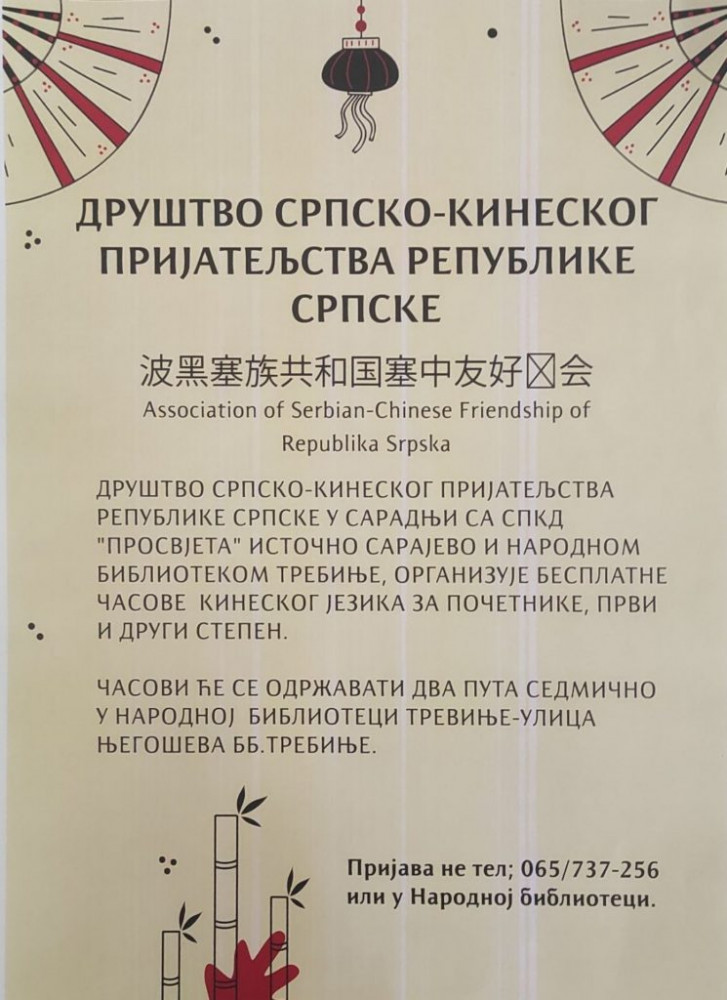 ДРУШТВО СРПСКО-КИНЕСКОГ
ПРИЈАТЕЉСТВА РЕПУБЛИКЕ
СРПСКЕ
波黑塞族共和国塞中友好☒会
Association of Serbian-Chinese Friendship of
Republika Srpska
ДРУШТВО СРПСКО-КИНЕСКОГ ПРИЈАТЕЉСТВА
РЕПУБЛИКЕ СРПСКЕ У САРАДЊИ СА СПКД
"ПРОСВЈЕТА" ИСТОЧНО САРАЈЕВО И НАРОДНОМ
БИБЛИОТЕКОМ ТРЕБИЊЕ, ОРГАНИЗУЈЕ БЕСПЛАТНЕ
ЧАСОВЕ КИНЕСКОГ ЈЕЗИКА ЗА ПОЧЕТНИКЕ, ПРВИ
И ДРУГИ СТЕПЕН.
ЧАСОВИ ЋЕ СЕ ОДРЖАВАТИ ДВА ПУТА СЕДМИЧНО
У НАРОДНОЈ БИБЛИОТЕЦИ ТРЕВИЊЕ-УЛИЦА
ЊЕГОШЕВА ББ.ТРЕБИЊЕ.
Пријава не тел; 065/737-256
или у Народној библиотеци.